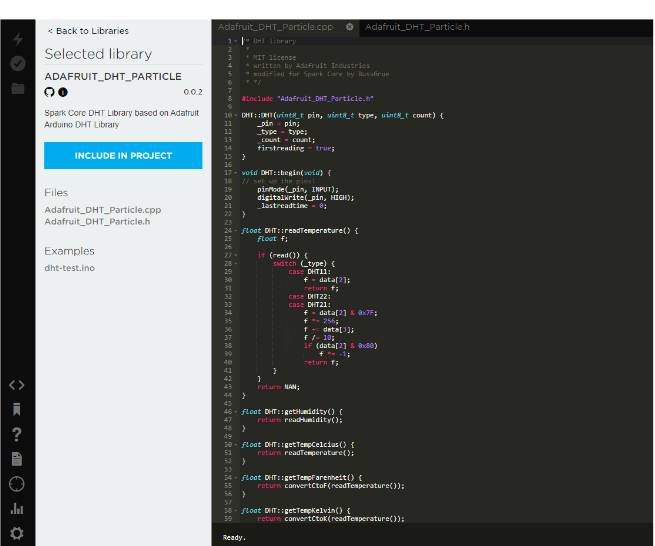 < Back to Libraries
Selected library
ADAFRUIT_DHT_PARTICLE
0.0.2
Spark Core DHT Library based on Adafruit
Arduino DHT Library
INCLUDE IN PROJECT
Files
Adafruit_DHT_Particle.cpp
Adafruit_DHT_Particle.h
Examples
dht-test.ino
Adafruit_DHT_Particle.cpp
Adafruit_DHT_Particle.h
1 /* DHT library
2 *
3 * MIT license
4 * written by Adafruit Industries
5 * modified for Spark Core by RussGrue
6 * */
7
8 #include "Adafruit_DHT_Particle.h"
9
10 DHT::DHT(uint8_t pin, uint8_t type, uint8_t count) {
11 _pin = pin;
12 _type = type;
13 _count = count;
14 firstreading = true;
15 }
16
17 void DHT::begin(void) {
18 // set up the pins!
19 pinMode(_pin, INPUT);
20 digitalWrite(_pin, HIGH);
21 _lastreadtime = 0;
22 }
23
24 float DHT::readTemperature() {
25 float f;
26
27 if (read()) {
28 switch (_type) {
29 case DHT11:
30 f = data[2];
31 return f;
32 case DHT22:
33 case DHT21:
34 f = data[2] & 0x7F;
35 f *= 256;
36 f += data[3];
37 f /= 10;
38 if (data[2] & 0x80)
39 f *= -1;
40 return f;
41 }
42 }
43 return NAN;
44 }
45
46 float DHT::getHumidity() {
47 return readHumidity();
48 }
49
50 float DHT::getTempCelcius() {
51 return readTemperature();
52 }
53
54 float DHT::getTempFarenheit() {
55 return convertCtoF(readTemperature());
56 }
57
58 float DHT::getTempKelvin() {
59 return convertCtoK(readTemperature());
Ready.